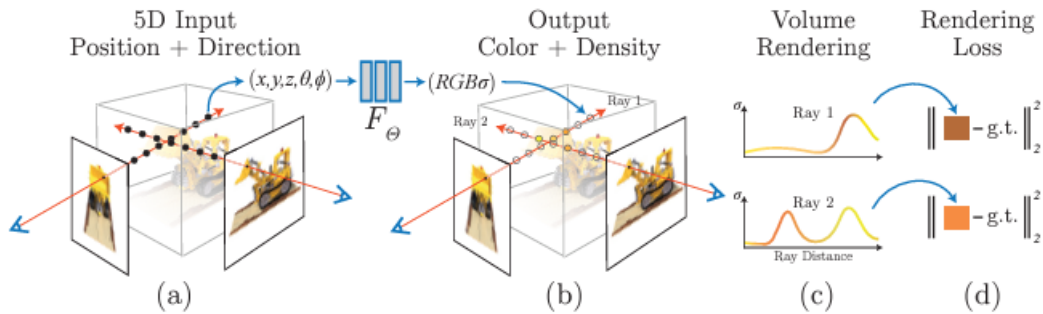 5D Input
Position + Direction
Output
Color + Density
Volume
Rendering
Rendering
Loss
(x,y,z,θ,ϕ)
F_Θ
(RGBσ)
Ray 1
Ray 2
σ
Ray 1
σ
Ray 2
Ray Distance
‖ - g.t. ‖₂²
‖ - g.t. ‖₂²
(a)
(b)
(c)
(d)